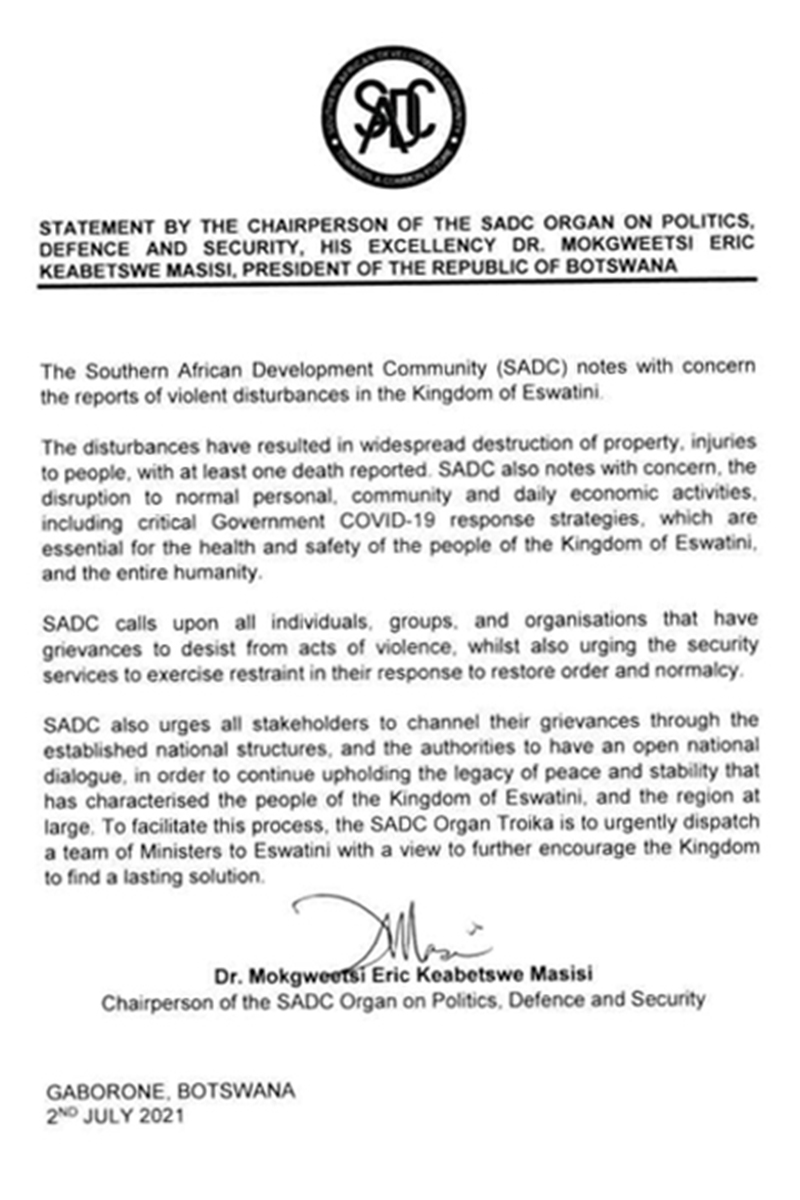 SOUTHERN AFRICAN DEVELOPMENT COMMUNITY
SADC
TOWARDS A COMMON FUTURE
STATEMENT BY THE CHAIRPERSON OF THE SADC ORGAN ON POLITICS,
DEFENCE AND SECURITY, HIS EXCELLENCY DR. MOKGWEETSI ERIC
KEABETSWE MASISI, PRESIDENT OF THE REPUBLIC OF BOTSWANA
The Southern African Development Community (SADC) notes with concern
the reports of violent disturbances in the Kingdom of Eswatini.
The disturbances have resulted in widespread destruction of property, injuries
to people, with at least one death reported. SADC also notes with concern, the
disruption to normal personal, community and daily economic activities,
including critical Government COVID-19 response strategies, which are
essential for the health and safety of the people of the Kingdom of Eswatini,
and the entire humanity.
SADC calls upon all individuals, groups, and organisations that have
grievances to desist from acts of violence, whilst also urging the security
services to exercise restraint in their response to restore order and normalcy.
SADC also urges all stakeholders to channel their grievances through the
established national structures, and the authorities to have an open national
dialogue, in order to continue upholding the legacy of peace and stability that
has characterised the people of the Kingdom of Eswatini, and the region at
large. To facilitate this process, the SADC Organ Troika is to urgently dispatch
a team of Ministers to Eswatini with a view to further encourage the Kingdom
to find a lasting solution.
Dr. Mokgweetsi Eric Keabetswe Masisi
Chairperson of the SADC Organ on Politics, Defence and Security
GABORONE, BOTSWANA
2ND JULY 2021